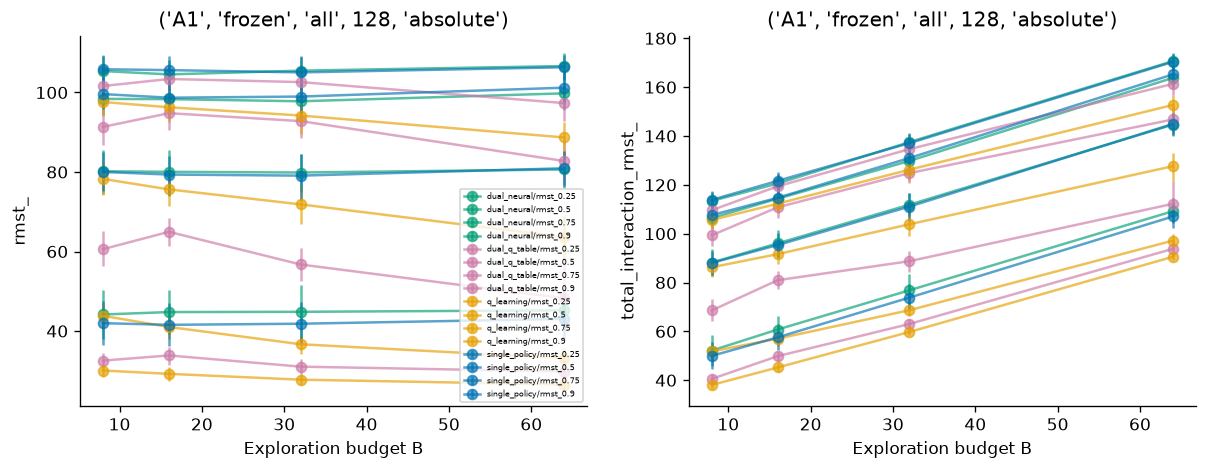 ('A1', 'frozen', 'all', 128, 'absolute')
rmst_
100
80
60
40
10
20
30
40
50
60
Exploration budget B
dual_neural/rmst_0.25
dual_neural/rmst_0.5
dual_neural/rmst_0.75
dual_neural/rmst_0.9
dual_q_table/rmst_0.25
dual_q_table/rmst_0.5
dual_q_table/rmst_0.75
dual_q_table/rmst_0.9
q_learning/rmst_0.25
q_learning/rmst_0.5
q_learning/rmst_0.75
q_learning/rmst_0.9
single_policy/rmst_0.25
single_policy/rmst_0.5
single_policy/rmst_0.75
single_policy/rmst_0.9
('A1', 'frozen', 'all', 128, 'absolute')
total_interaction_rmst_
180
160
140
120
100
80
60
40
10
20
30
40
50
60
Exploration budget B